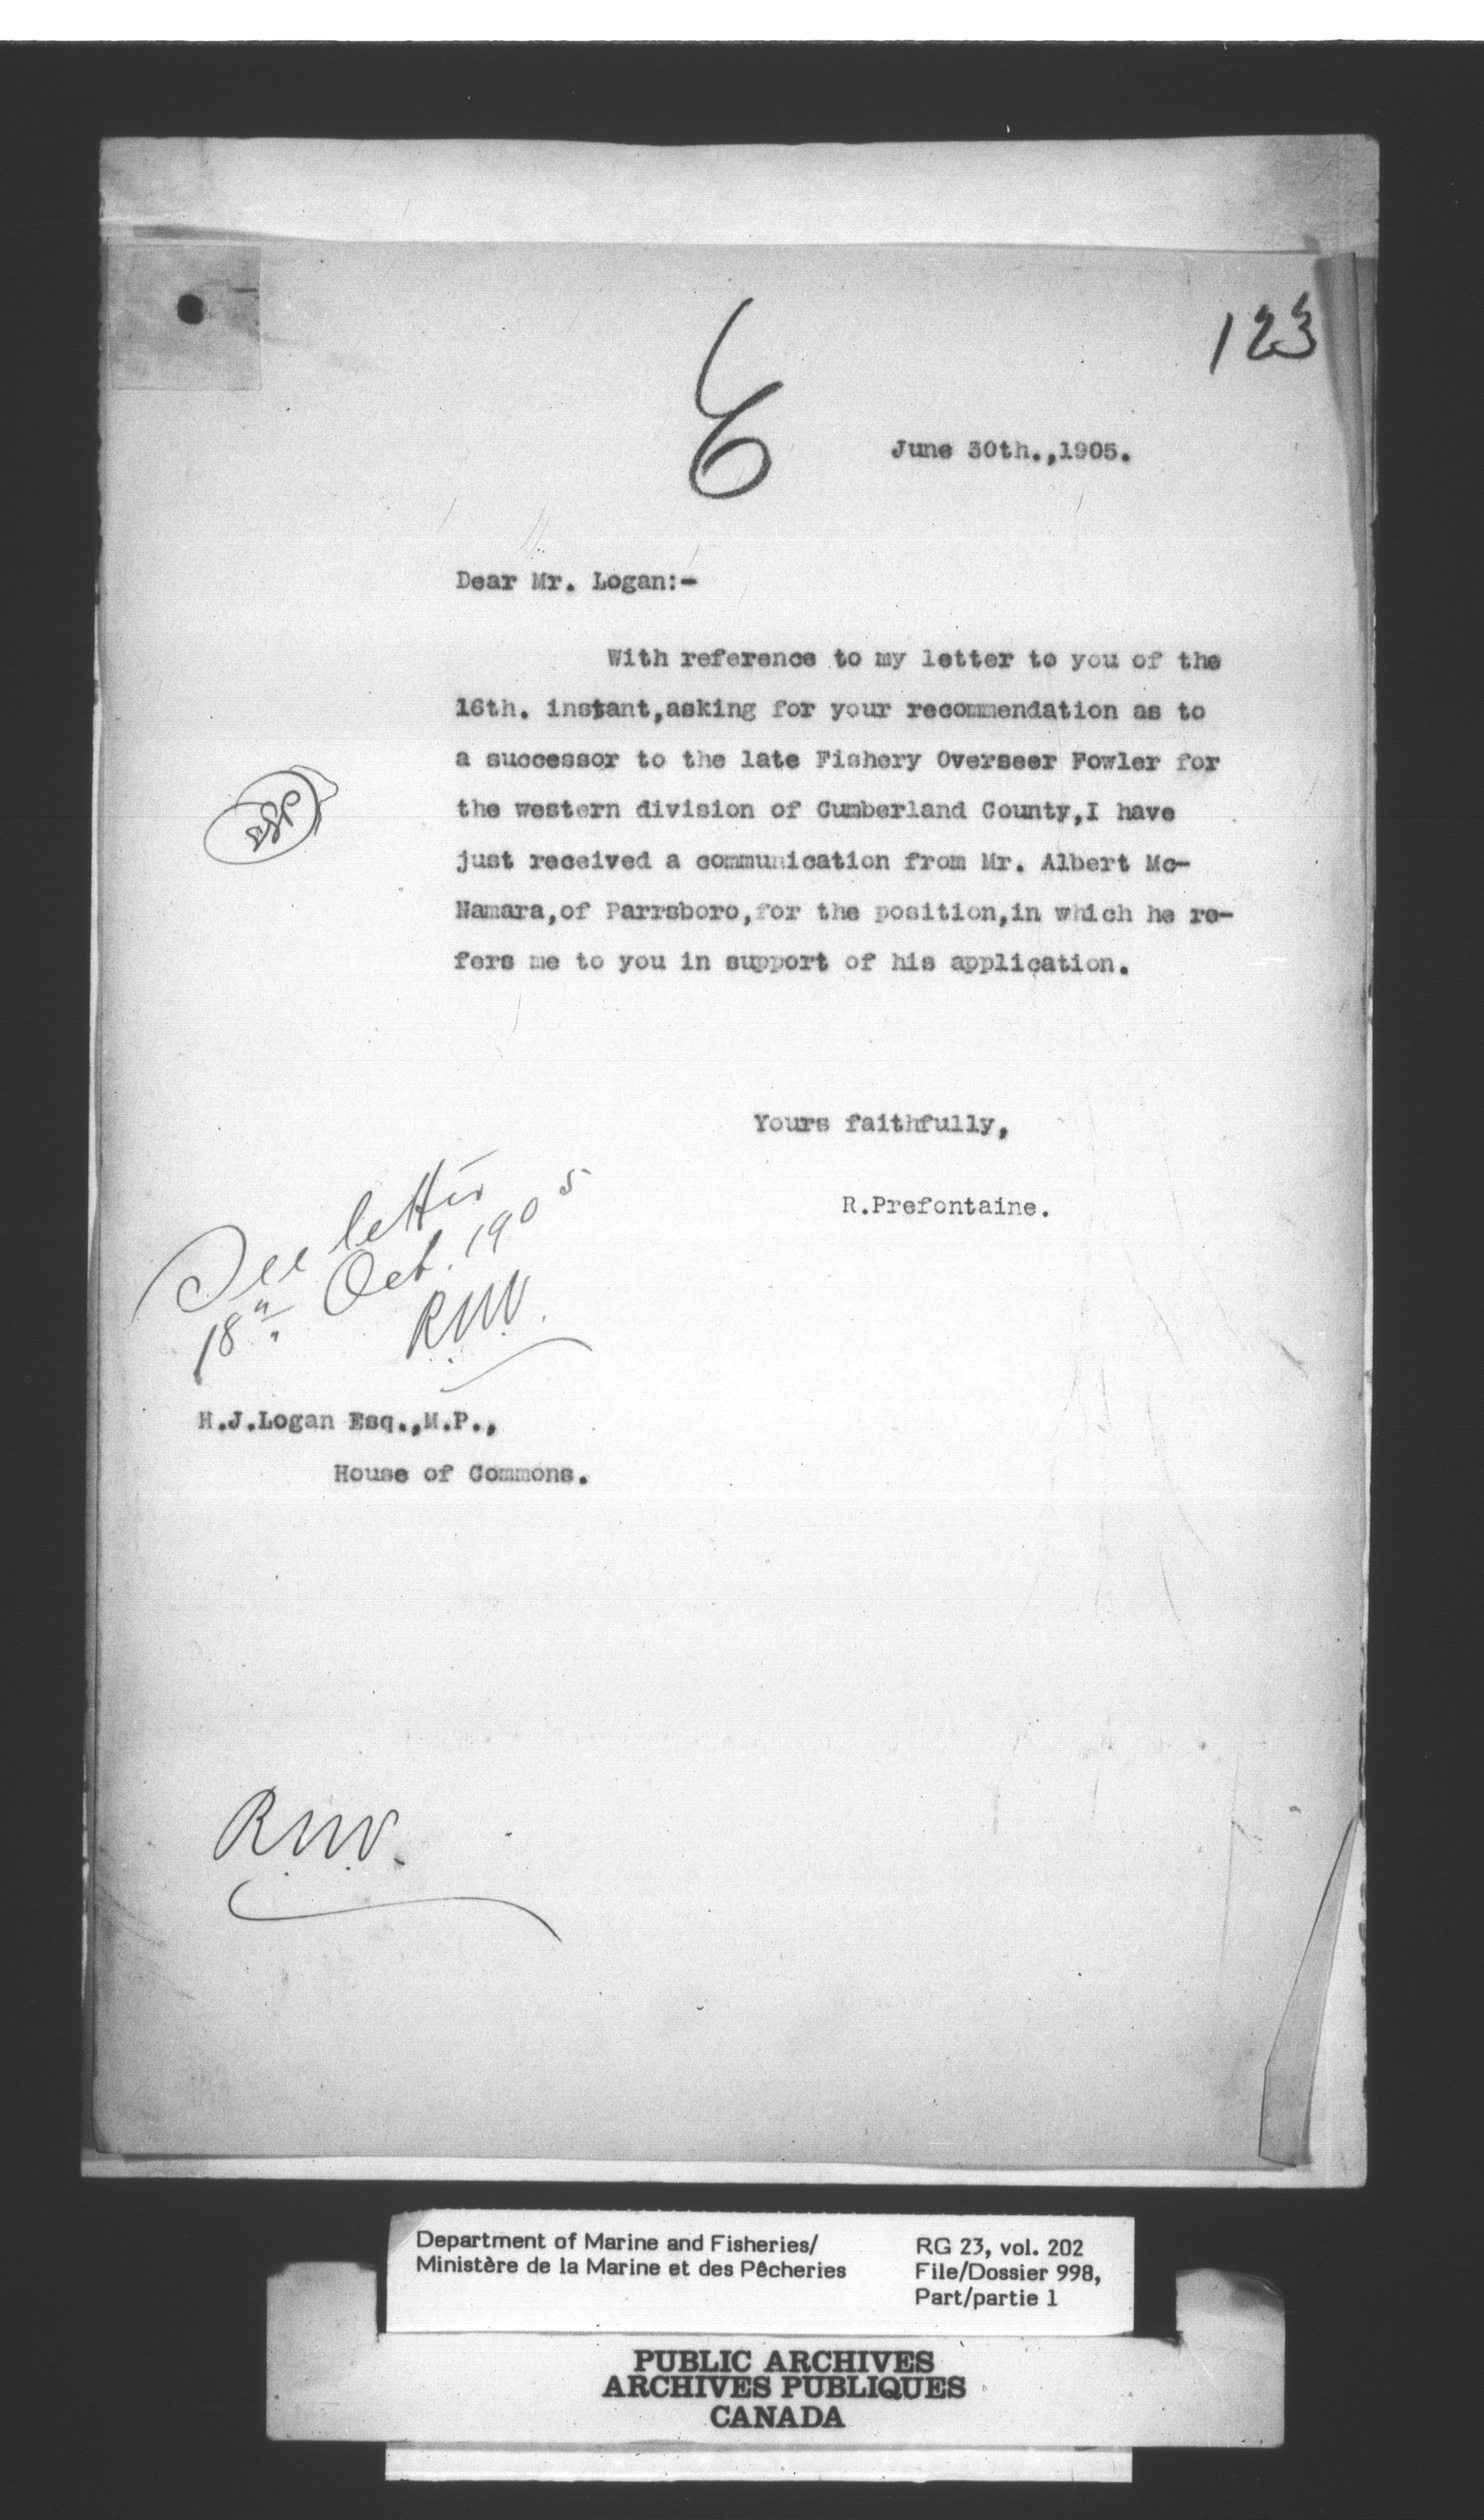 123
June 30th.,1905.
Dear Mr. Logan:-
With reference to my letter to you of the
16th. instant,asking for your recommendation as to
a successor to the late Fishery Overseer Fowler for
the western division of Cumberland County,I have
just received a communication from Mr. Albert Mc-
Namara,of Parrsboro,for the position,in which he re-
fers me to you in support of his application.
Yours faithfully,
R.Prefontaine.
See letter
18th Oct. 1905
H.J.Logan Esq.,M.P.,
House of Commons.
Department of Marine and Fisheries/
Ministère de la Marine et des Pêcheries
RG 23, vol. 202
File/Dossier 998,
Part/partie 1
PUBLIC ARCHIVES
ARCHIVES PUBLIQUES
CANADA